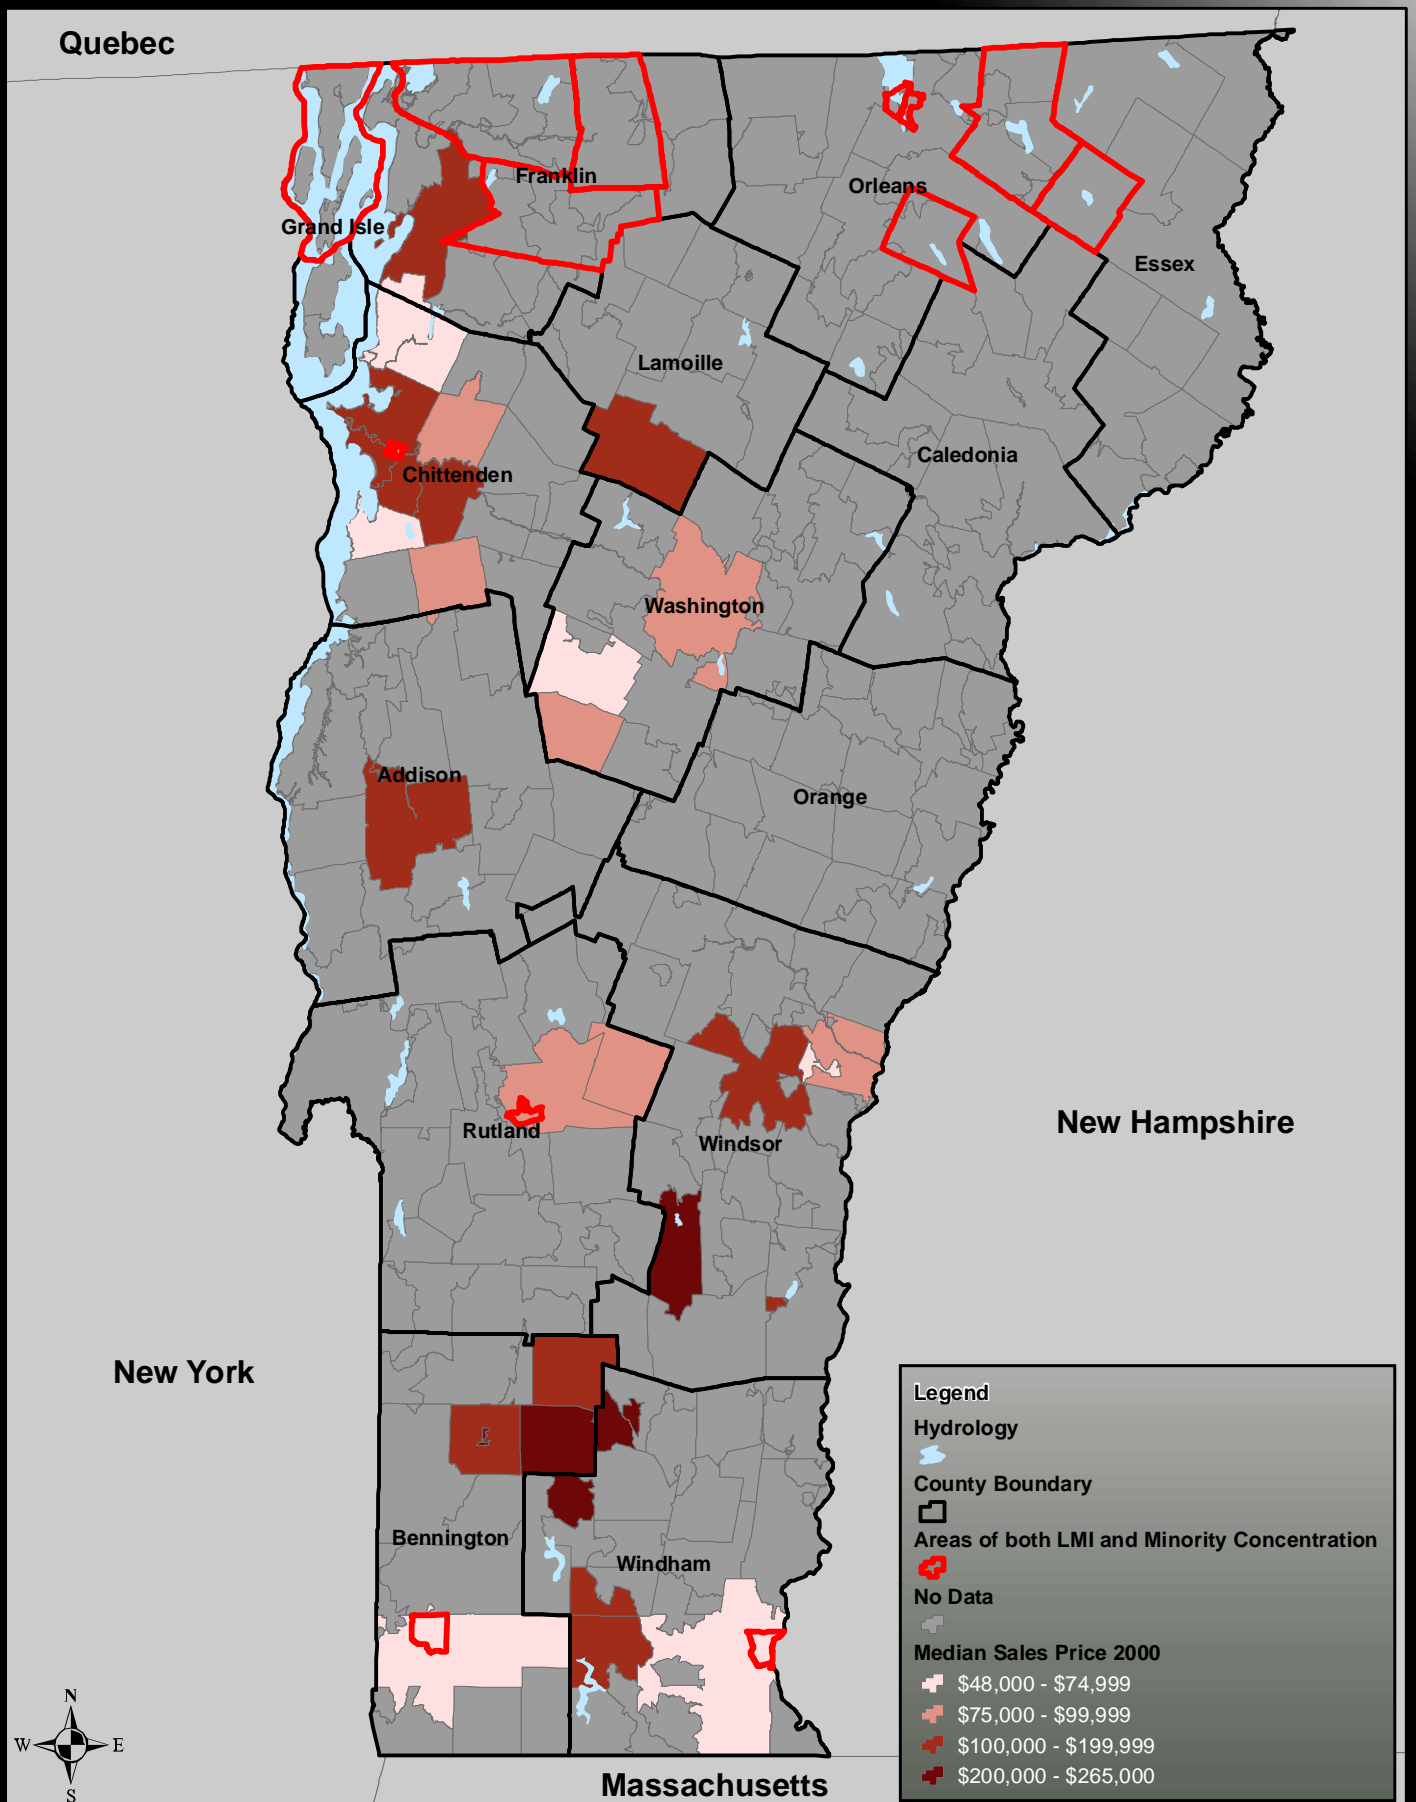 Quebec
Franklin
Orleans
Grand Isle
Essex
Lamoille
Caledonia
Chittenden
Washington
Addison
Orange
New Hampshire
Rutland
Windsor
New York
Bennington
Windham
Massachusetts
N
W
E
S
Legend
Hydrology
County Boundary
Areas of both LMI and Minority Concentration
No Data
Median Sales Price 2000
$48,000 - $74,999
$75,000 - $99,999
$100,000 - $199,999
$200,000 - $265,000